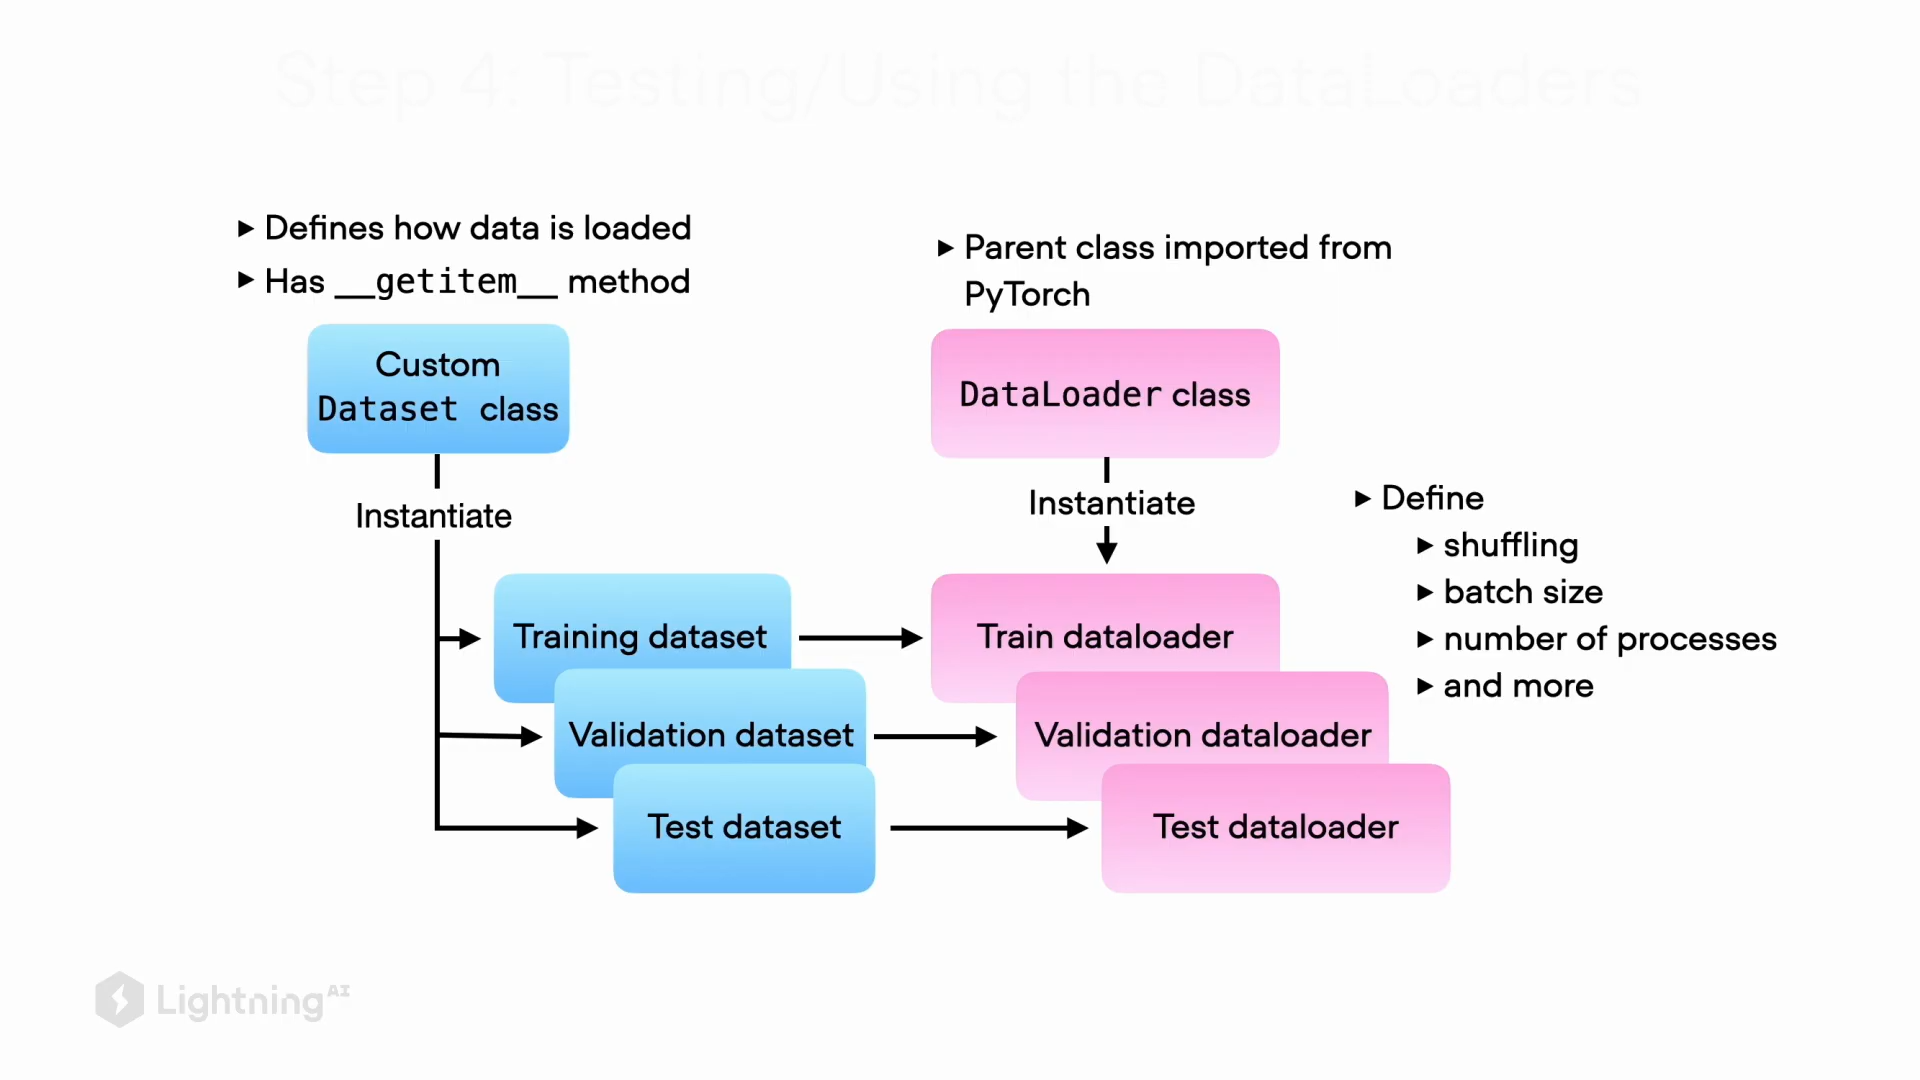 Step 4: Testing/Using the DataLoaders
▶ Defines how data is loaded
▶ Has __getitem__ method
Custom
Dataset class
Instantiate
▶ Parent class imported from
PyTorch
DataLoader class
Instantiate
▶ Define
▶ shuffling
▶ batch size
▶ number of processes
▶ and more
Training dataset
Train dataloader
Validation dataset
Validation dataloader
Test dataset
Test dataloader
Lightning AI